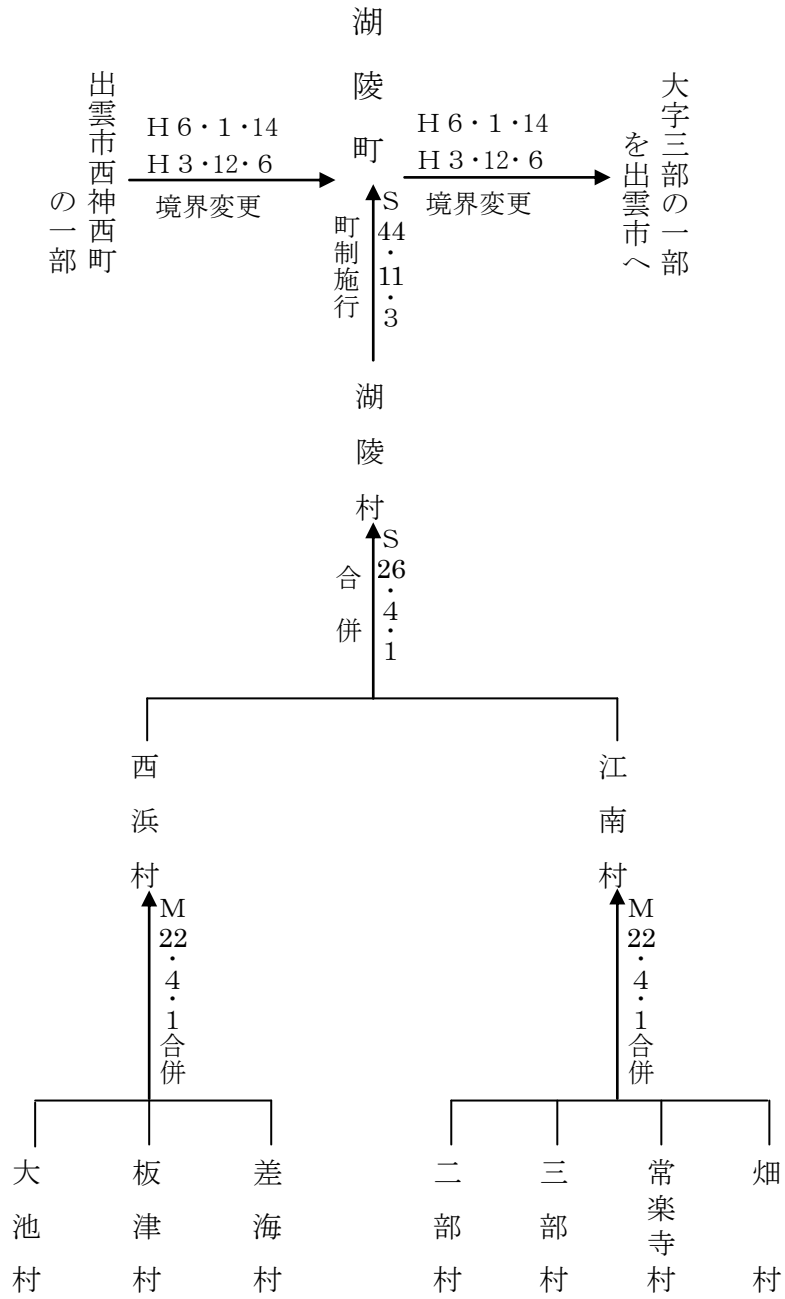 湖陵町
出雲市西神西町
の一部
H6・1・14
H3・12・6
境界変更
H6・1・14
H3・12・6
境界変更
大字三部の一部
を出雲市へ
S44・11・3
町制施行
湖陵村
S26・4・1
合併
西浜村
江南村
M22・4・1合併
M22・4・1合併
大池村
板津村
差海村
二部村
三部村
常楽寺村
畑村